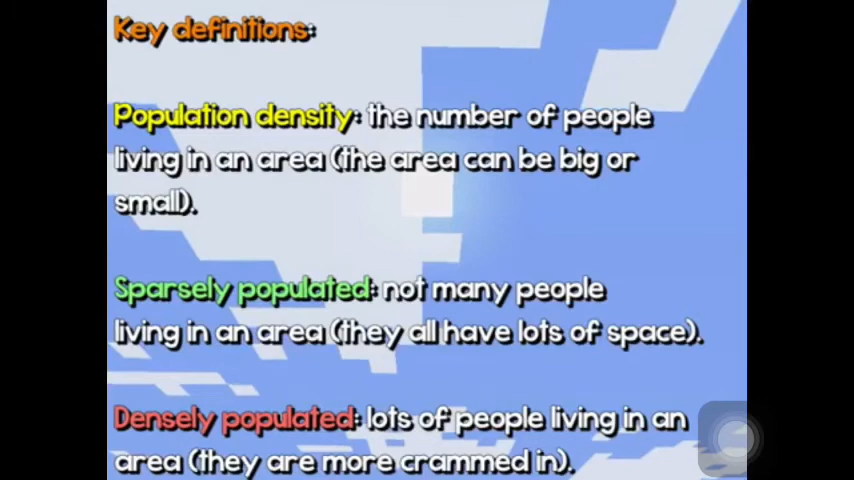 Key definitions:
Population density: the number of people
living in an area (the area can be big or
small).
Sparsely populated: not many people
living in an area (they all have lots of space).
Densely populated: lots of people living in an
area (they are more crammed in).